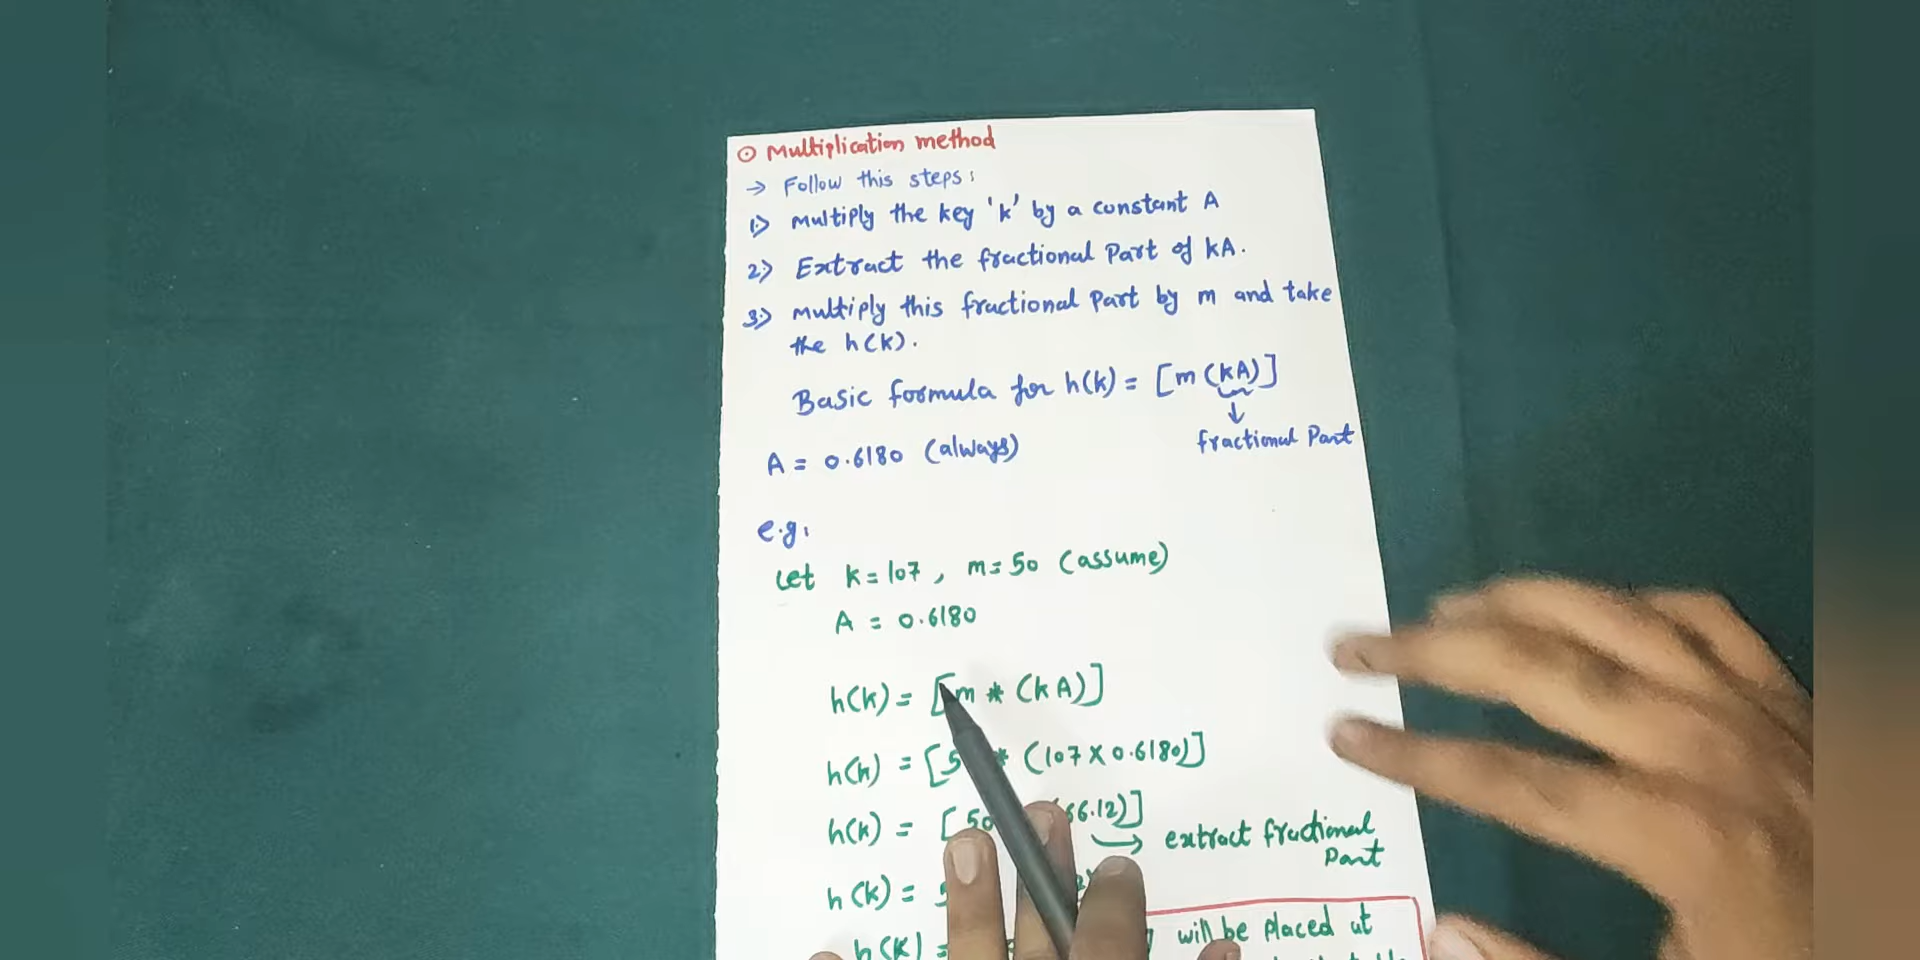 ⊙ Multiplication method
→ Follow this steps:
1:> Multiply the key 'k' by a constant A
2:> Extract the fractional Part of kA.
3:> Multiply this fractional Part by m and take
the h(k).
Basic formula for h(k) = [m (kA)]
↓
fractional Part
A = 0.6180 (always)
e.g:
Let k = 107, m = 50 (assume)
A = 0.6180
h(k) = [m * (kA)]
h(k) = [5 * (107 X 0.6180)]
h(k) = [50 66.12)]
→ extract fractional
Part
h(k) =
h(k) =
will be placed at